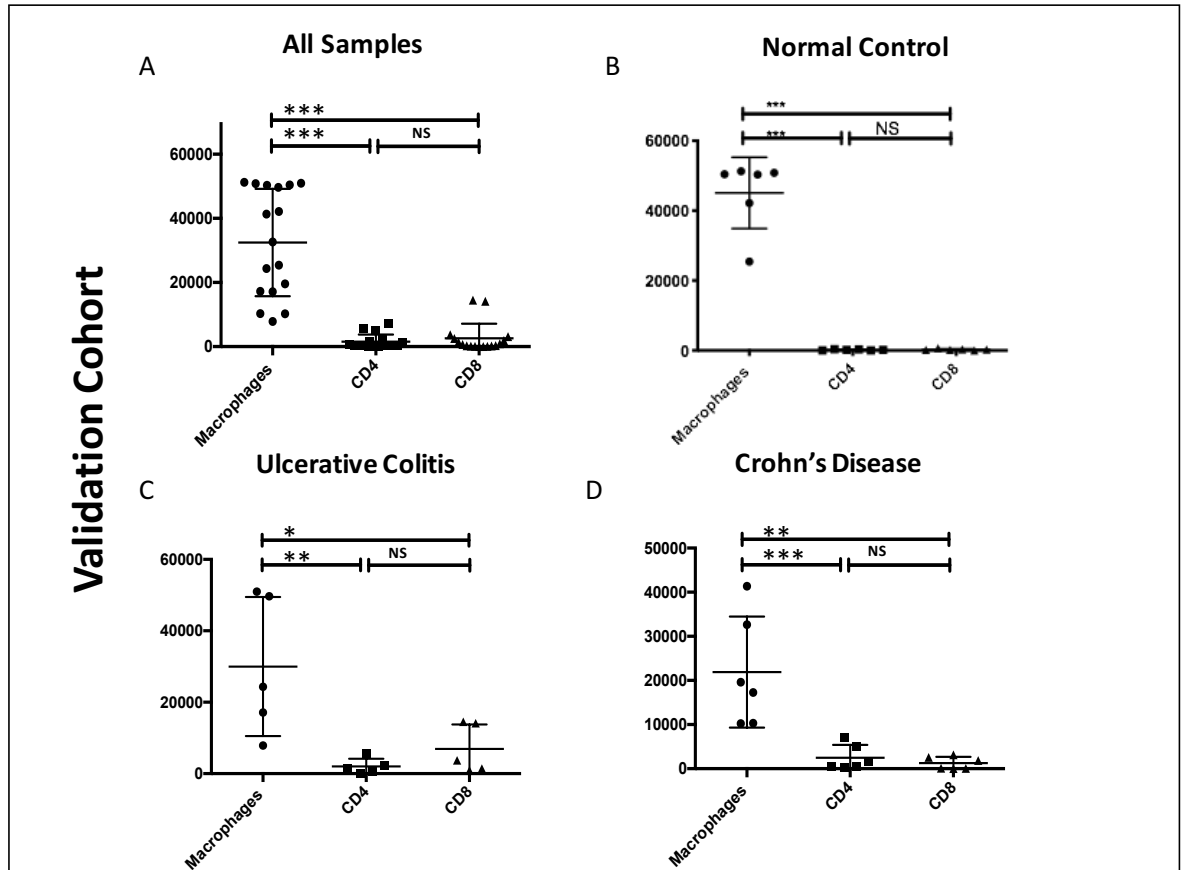 Validation Cohort
A
All Samples
***
***
NS
60000
40000
20000
0
Macrophages
CD4
CD8
B
Normal Control
***
***
NS
60000
40000
20000
0
Macrophages
CD4
CD8
C
Ulcerative Colitis
*
**
NS
60000
40000
20000
0
Macrophages
CD4
CD8
D
Crohn’s Disease
**
***
NS
50000
40000
30000
20000
10000
0
Macrophages
CD4
CD8